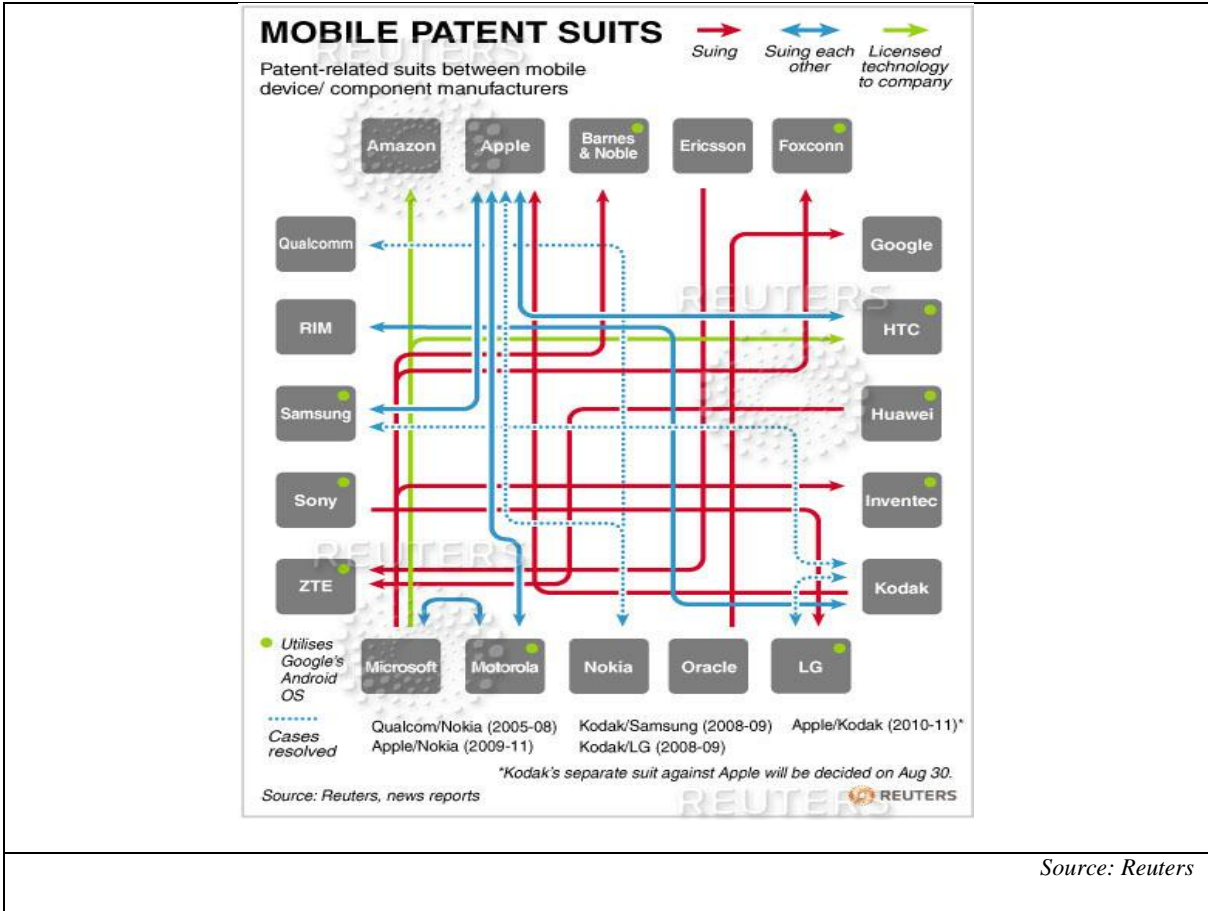 MOBILE PATENT SUITS
Patent-related suits between mobile
device/ component manufacturers
Suing
Suing each
other
Licensed
technology
to company
REUTERS
Amazon
Apple
Barnes
& Noble
Ericsson
Foxconn
Qualcomm
Google
REUTERS
RIM
HTC
Samsung
Huawei
Sony
Inventec
REUTERS
ZTE
Kodak
Microsoft
Motorola
Nokia
Oracle
LG
Utilises
Google's
Android
OS
Cases
resolved
Qualcom/Nokia (2005-08)
Apple/Nokia (2009-11)
Kodak/Samsung (2008-09)
Kodak/LG (2008-09)
Apple/Kodak (2010-11)*
*Kodak's separate suit against Apple will be decided on Aug 30.
Source: Reuters, news reports
REUTERS
REUTERS
Source: Reuters